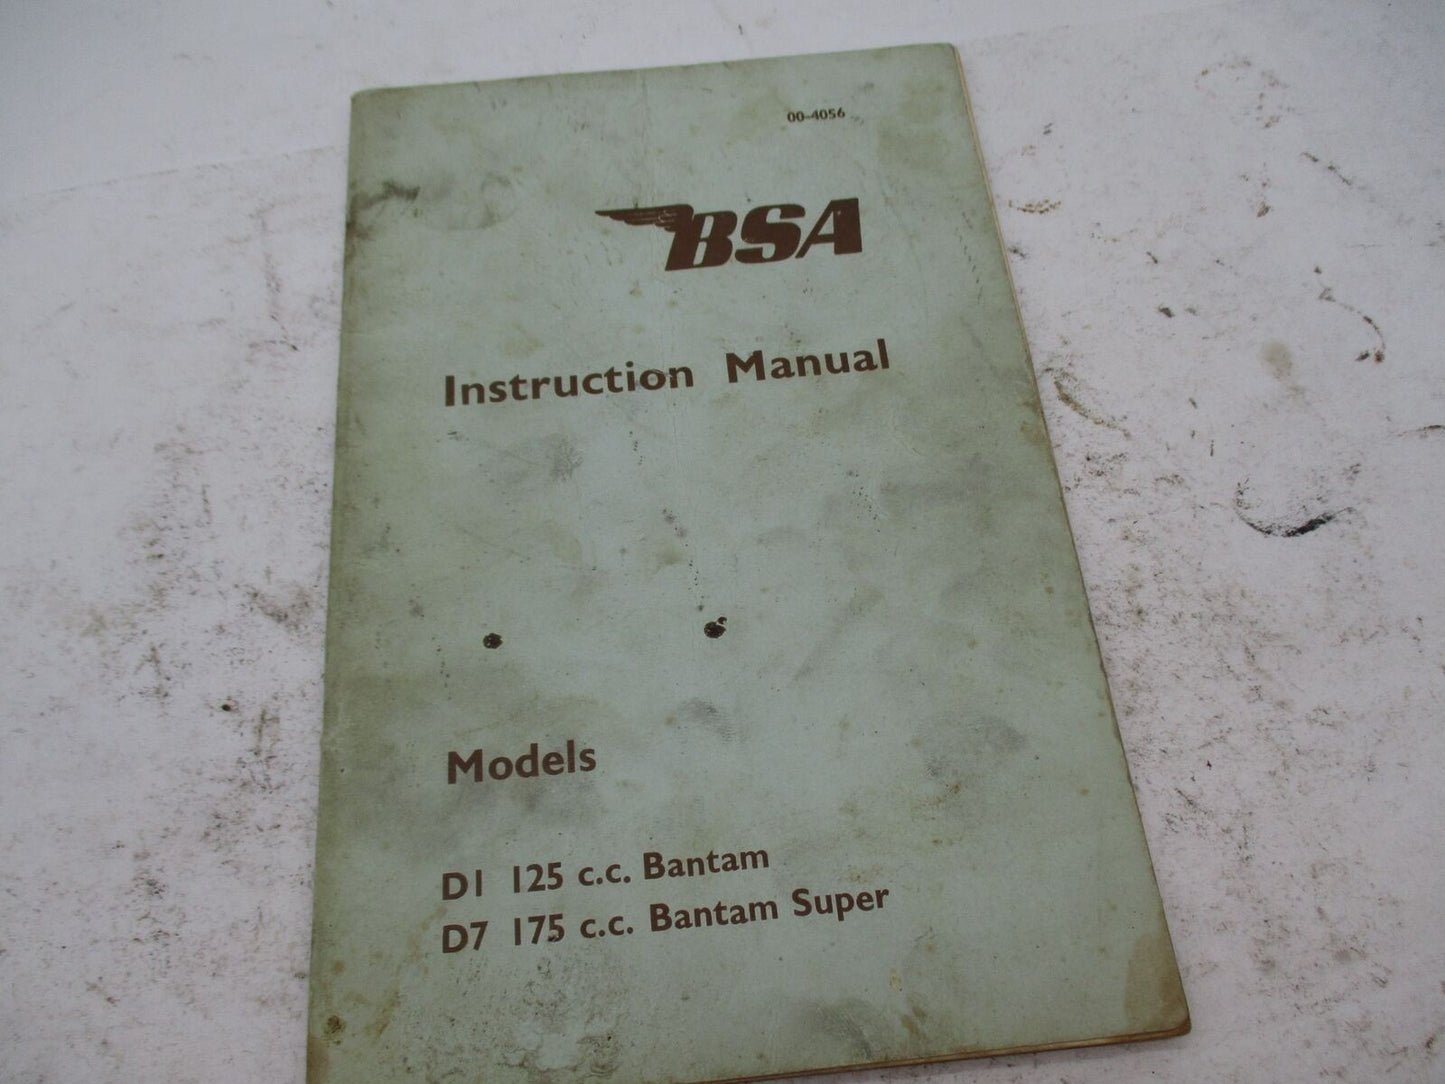 00-4056
BSA
Instruction Manual
Models
D1 125 c.c. Bantam
D7 175 c.c. Bantam Super